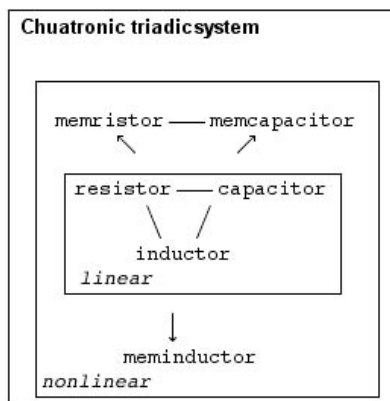 Chuatronic triadicsystem
memristor memcapacitor
resistor capacitor
inductor
linear
meminductor
nonlinear